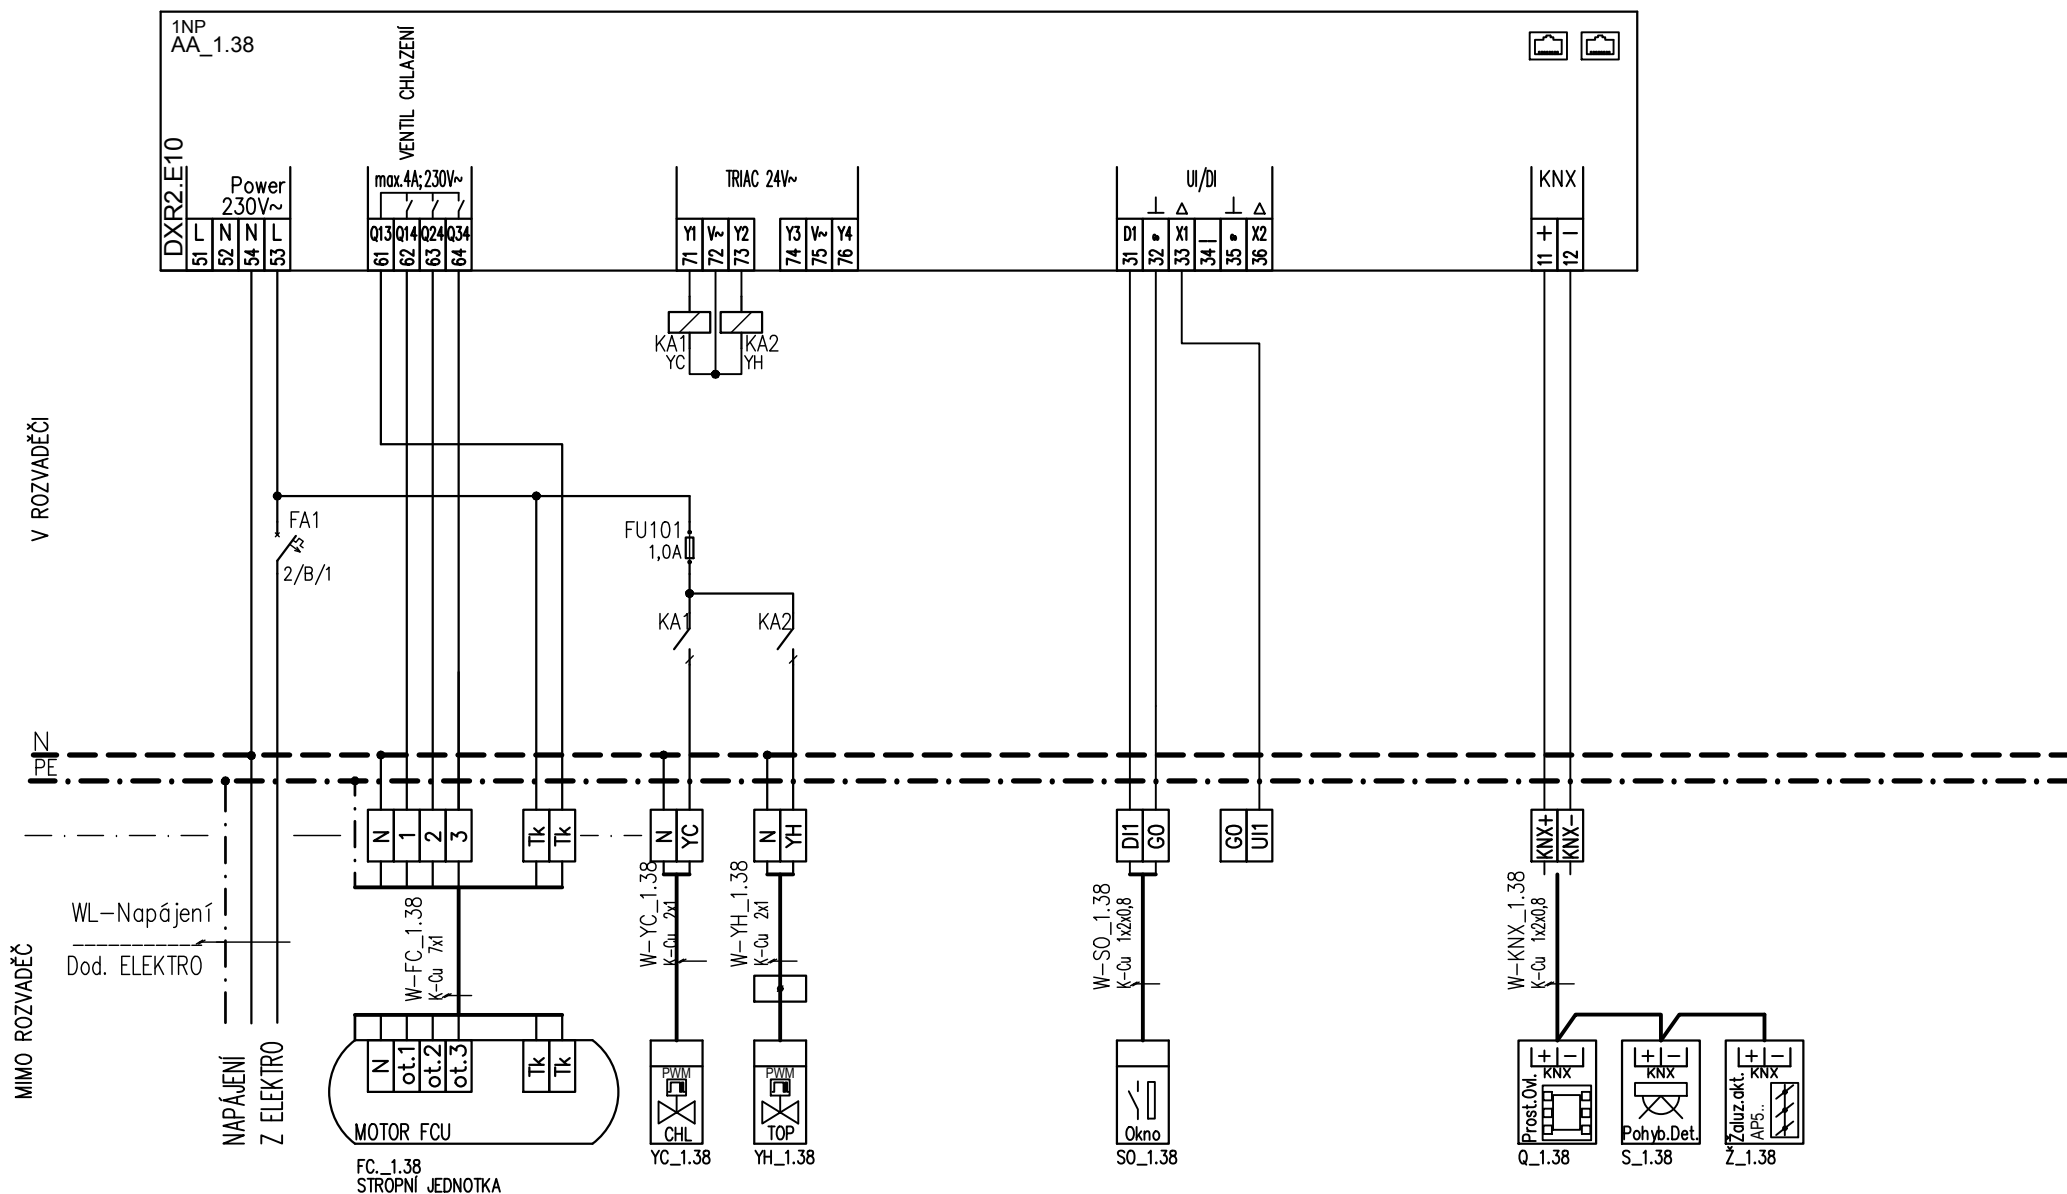 1NP
AA_1.38
DXR2.E10
VENTIL CHLAZENÍ
Power
230V~
max.4A;230V~
TRIAC 24V~
UI/DI
KNX
L N N L
51 52 54 53
Q13 Q14 Q24 Q34
61 62 63 64
Y1 V~ Y2 Y3 V~ Y4
71 72 73 74 75 76
D1 X1 X2
31 32 33 34 35 36
+ −
11 12
KA1
YC
KA2
YH
V ROZVADĚČI
FA1
2/B/1
FU101
1,0A
KA1
KA2
N
PE
N 1 2 3 Tk Tk
N YC
N YH
DI1 GO
GO UI1
KNX+ KNX-
MIMO ROZVADĚČ
WL-Napájení
Dod. ELEKTRO
NAPÁJENÍ
Z ELEKTRO
W-FC_1.38
K-Cu 7x1
W-YC_1.38
K-Cu 2x1
W-YH_1.38
K-Cu 2x1
W-SO_1.38
K-Cu 1x2x0,8
W-KNX_1.38
K-Cu 1x2x0,8
N ot.1 ot.2 ot.3 Tk Tk
MOTOR FCU
FC._1.38
STROPNÍ JEDNOTKA
PWM
CHL
YC_1.38
PWM
TOP
YH_1.38
Okno
SO_1.38
+ −
KNX
Prost.Ovl.
Q_1.38
+ −
KNX
Pohyb.Det.
S_1.38
+ −
KNX
Žaluz.akt.
AP5..
Ž_1.38